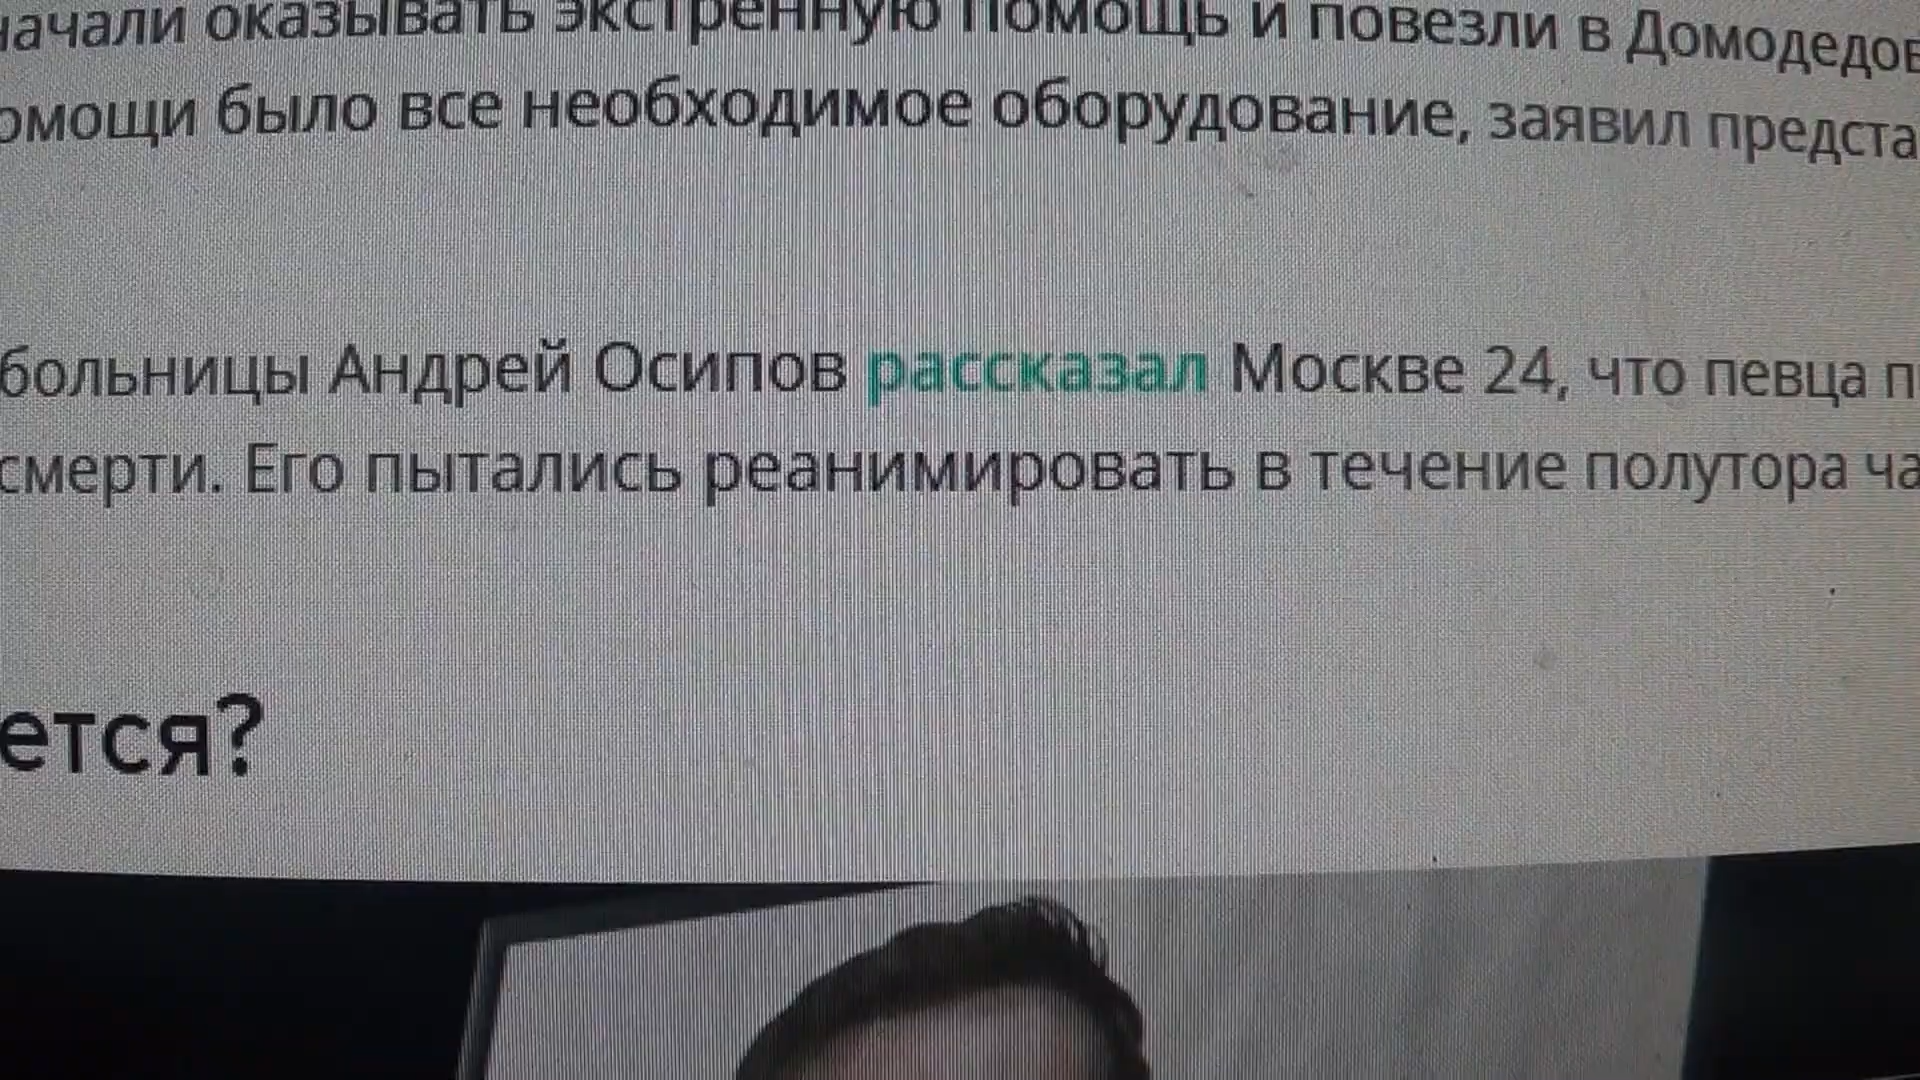 начали оказывать экстренную помощь и повезли в Домодедов
омощи было все необходимое оборудование, заявил предста
больницы Андрей Осипов рассказал Москве 24, что певца п
смерти. Его пытались реанимировать в течение полутора ча
ется?